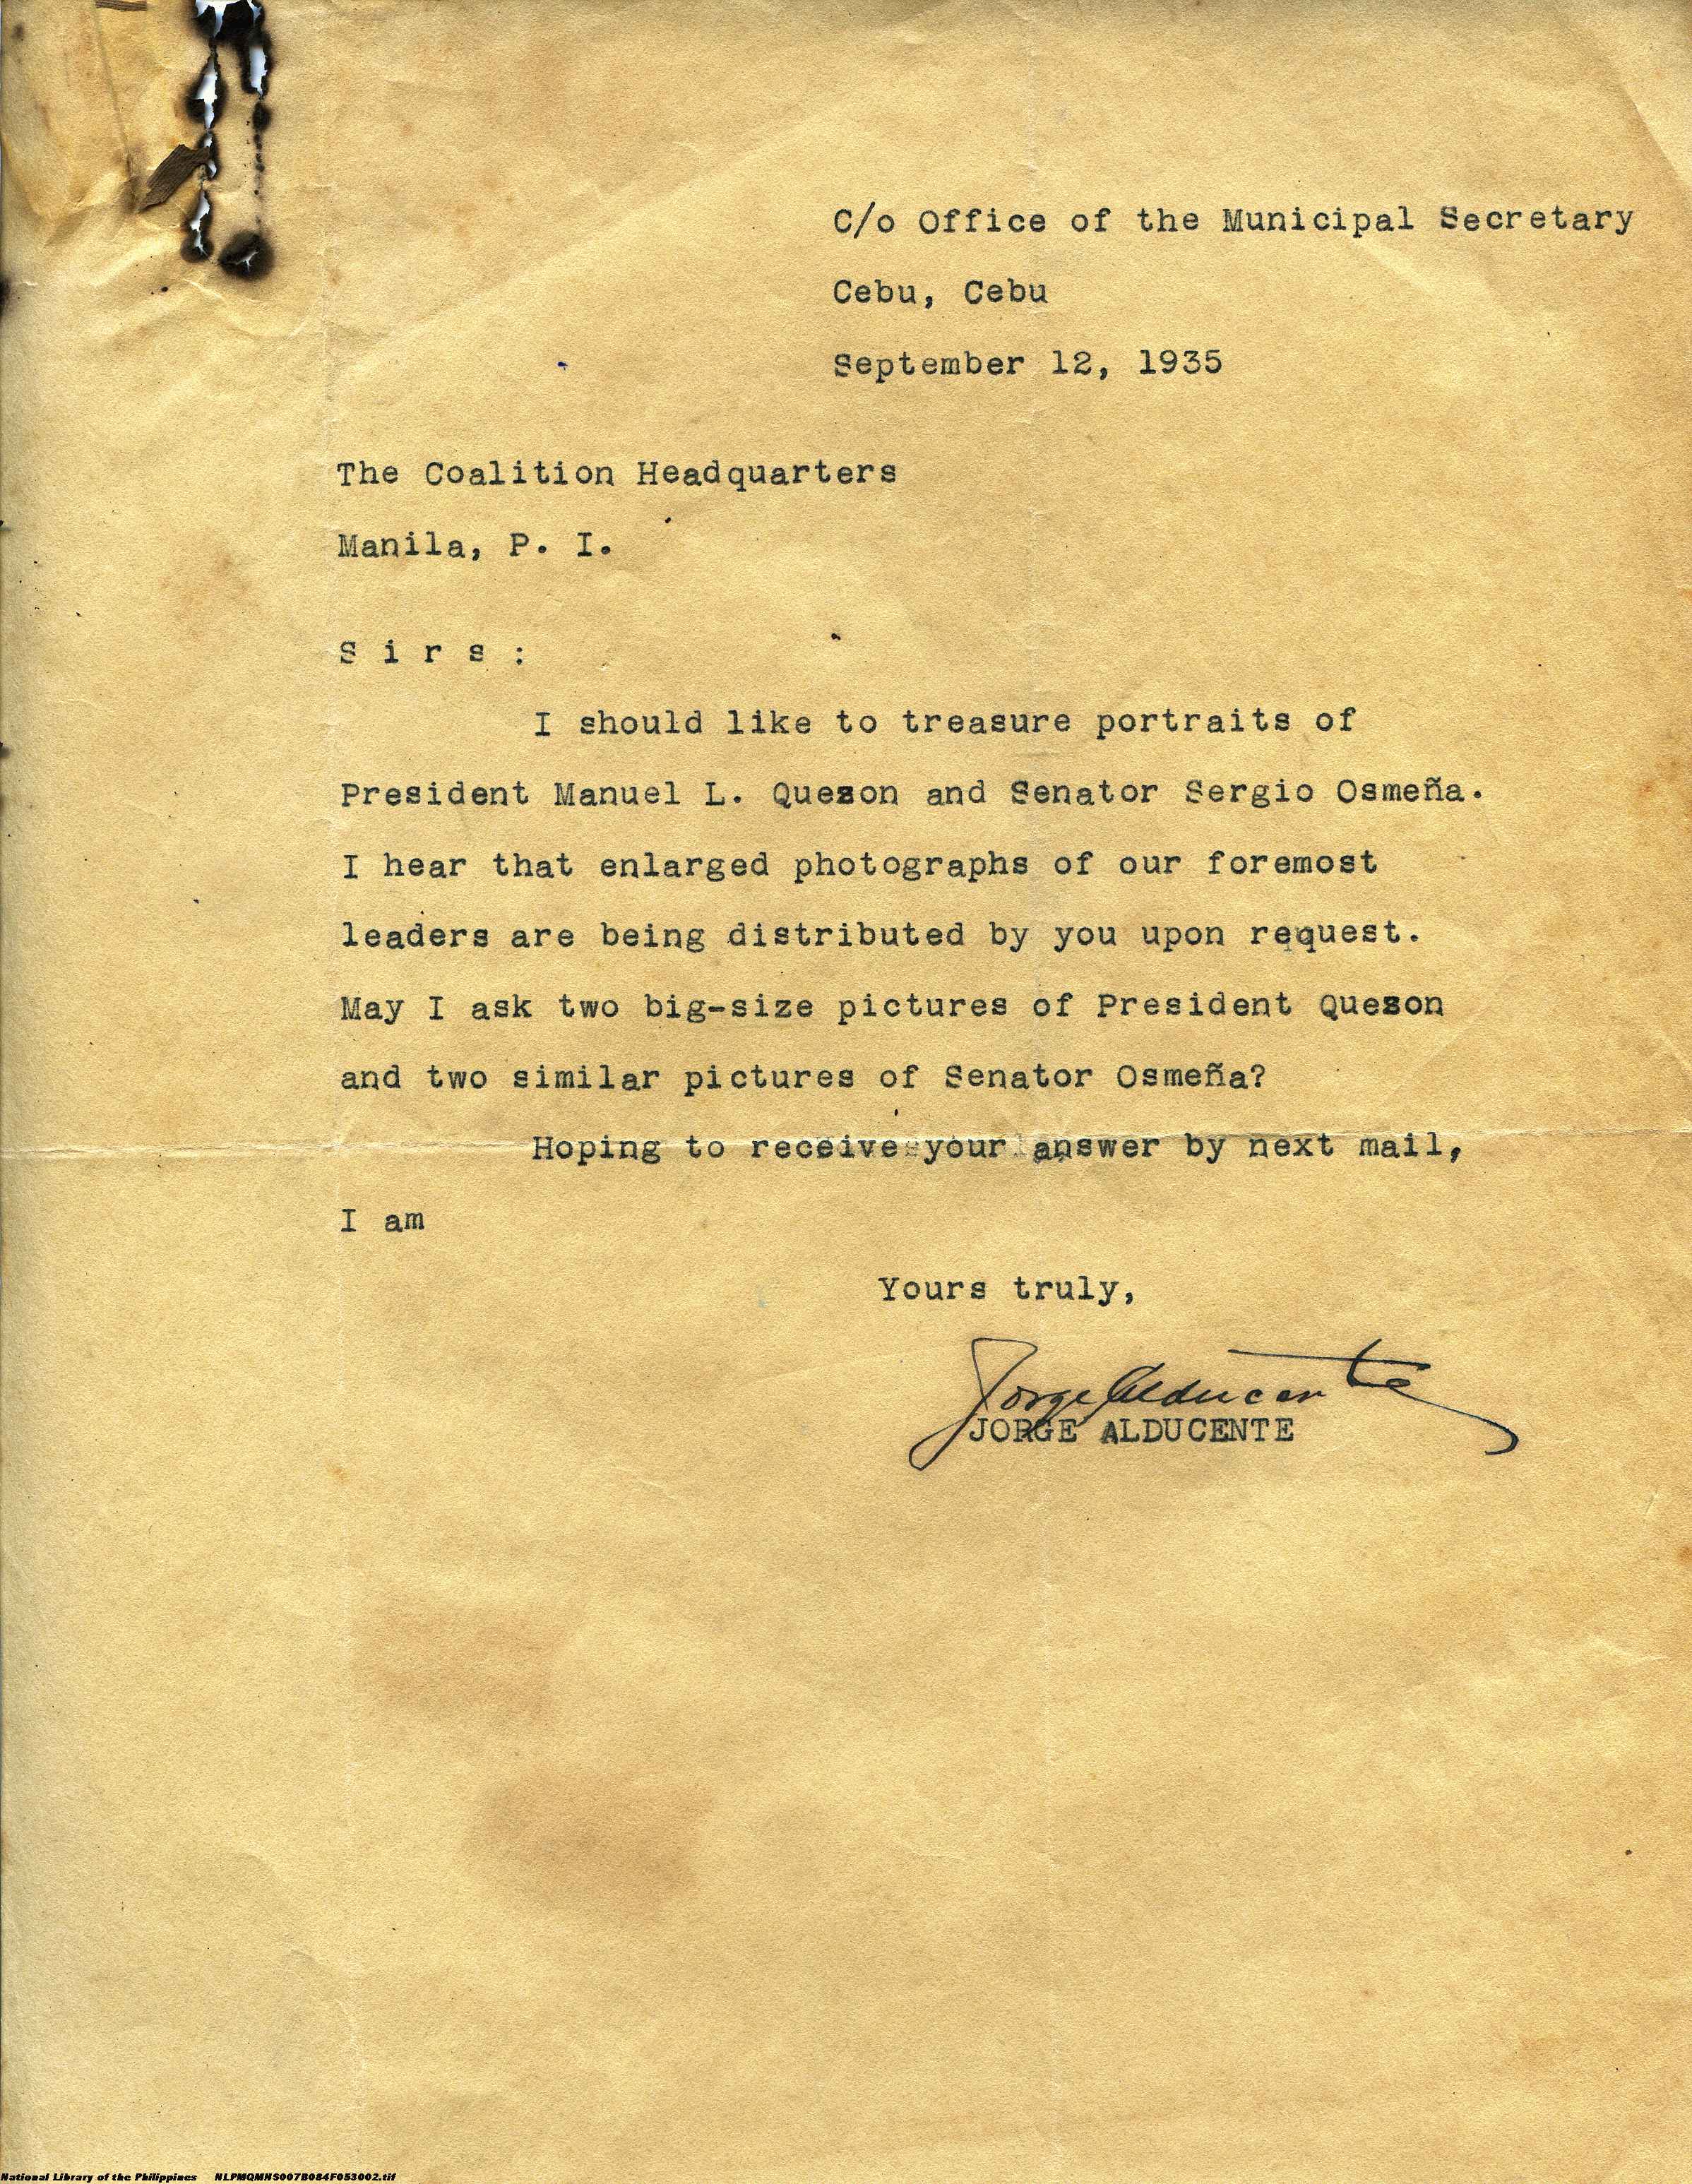 C/o Office of the Municipal Secretary
Cebu, Cebu
September 12, 1935
The Coalition Headquarters
Manila, P. I.
S i r s :
I should like to treasure portraits of
President Manuel L. Quezon and Senator Sergio Osmeña.
I hear that enlarged photographs of our foremost
leaders are being distributed by you upon request.
May I ask two big-size pictures of President Quezon
and two similar pictures of Senator Osmeña?
Hoping to receive your answer by next mail,
I am
Yours truly,
Jorge Alducente
JORGE ALDUCENTE
National Library of the Philippines NLPMQMNS007B084F053002.tif